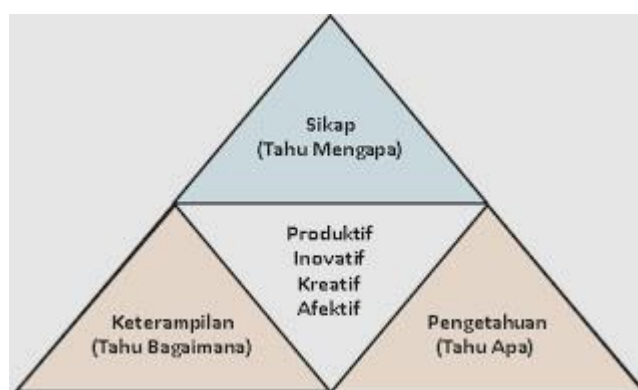 Sikap
(Tahu Mengapa)
Produktif
Inovatif
Kreatif
Afektif
Keterampilan
(Tahu Bagaimana)
Pengetahuan
(Tahu Apa)